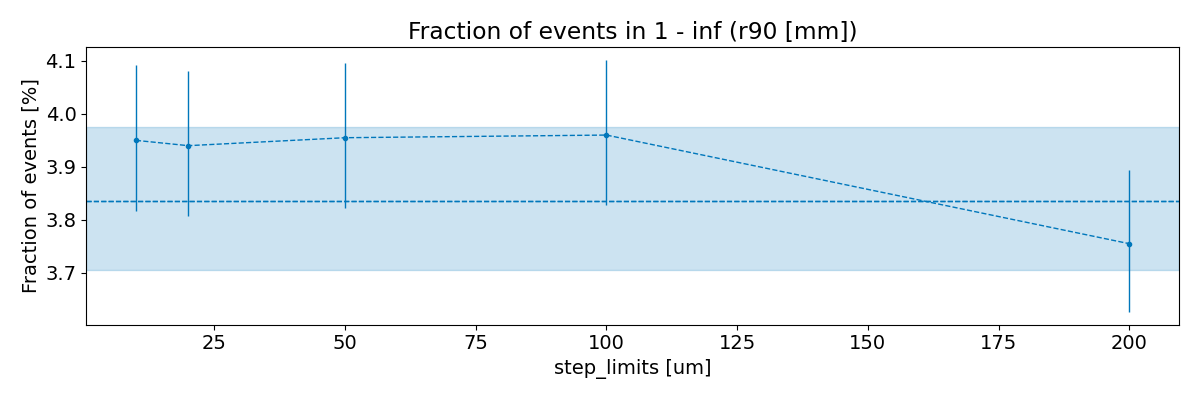 Fraction of events in 1 - inf (r90 [mm])
Fraction of events [%]
4.1
4.0
3.9
3.8
3.7
25 50 75 100 125 150 175 200
step_limits [um]